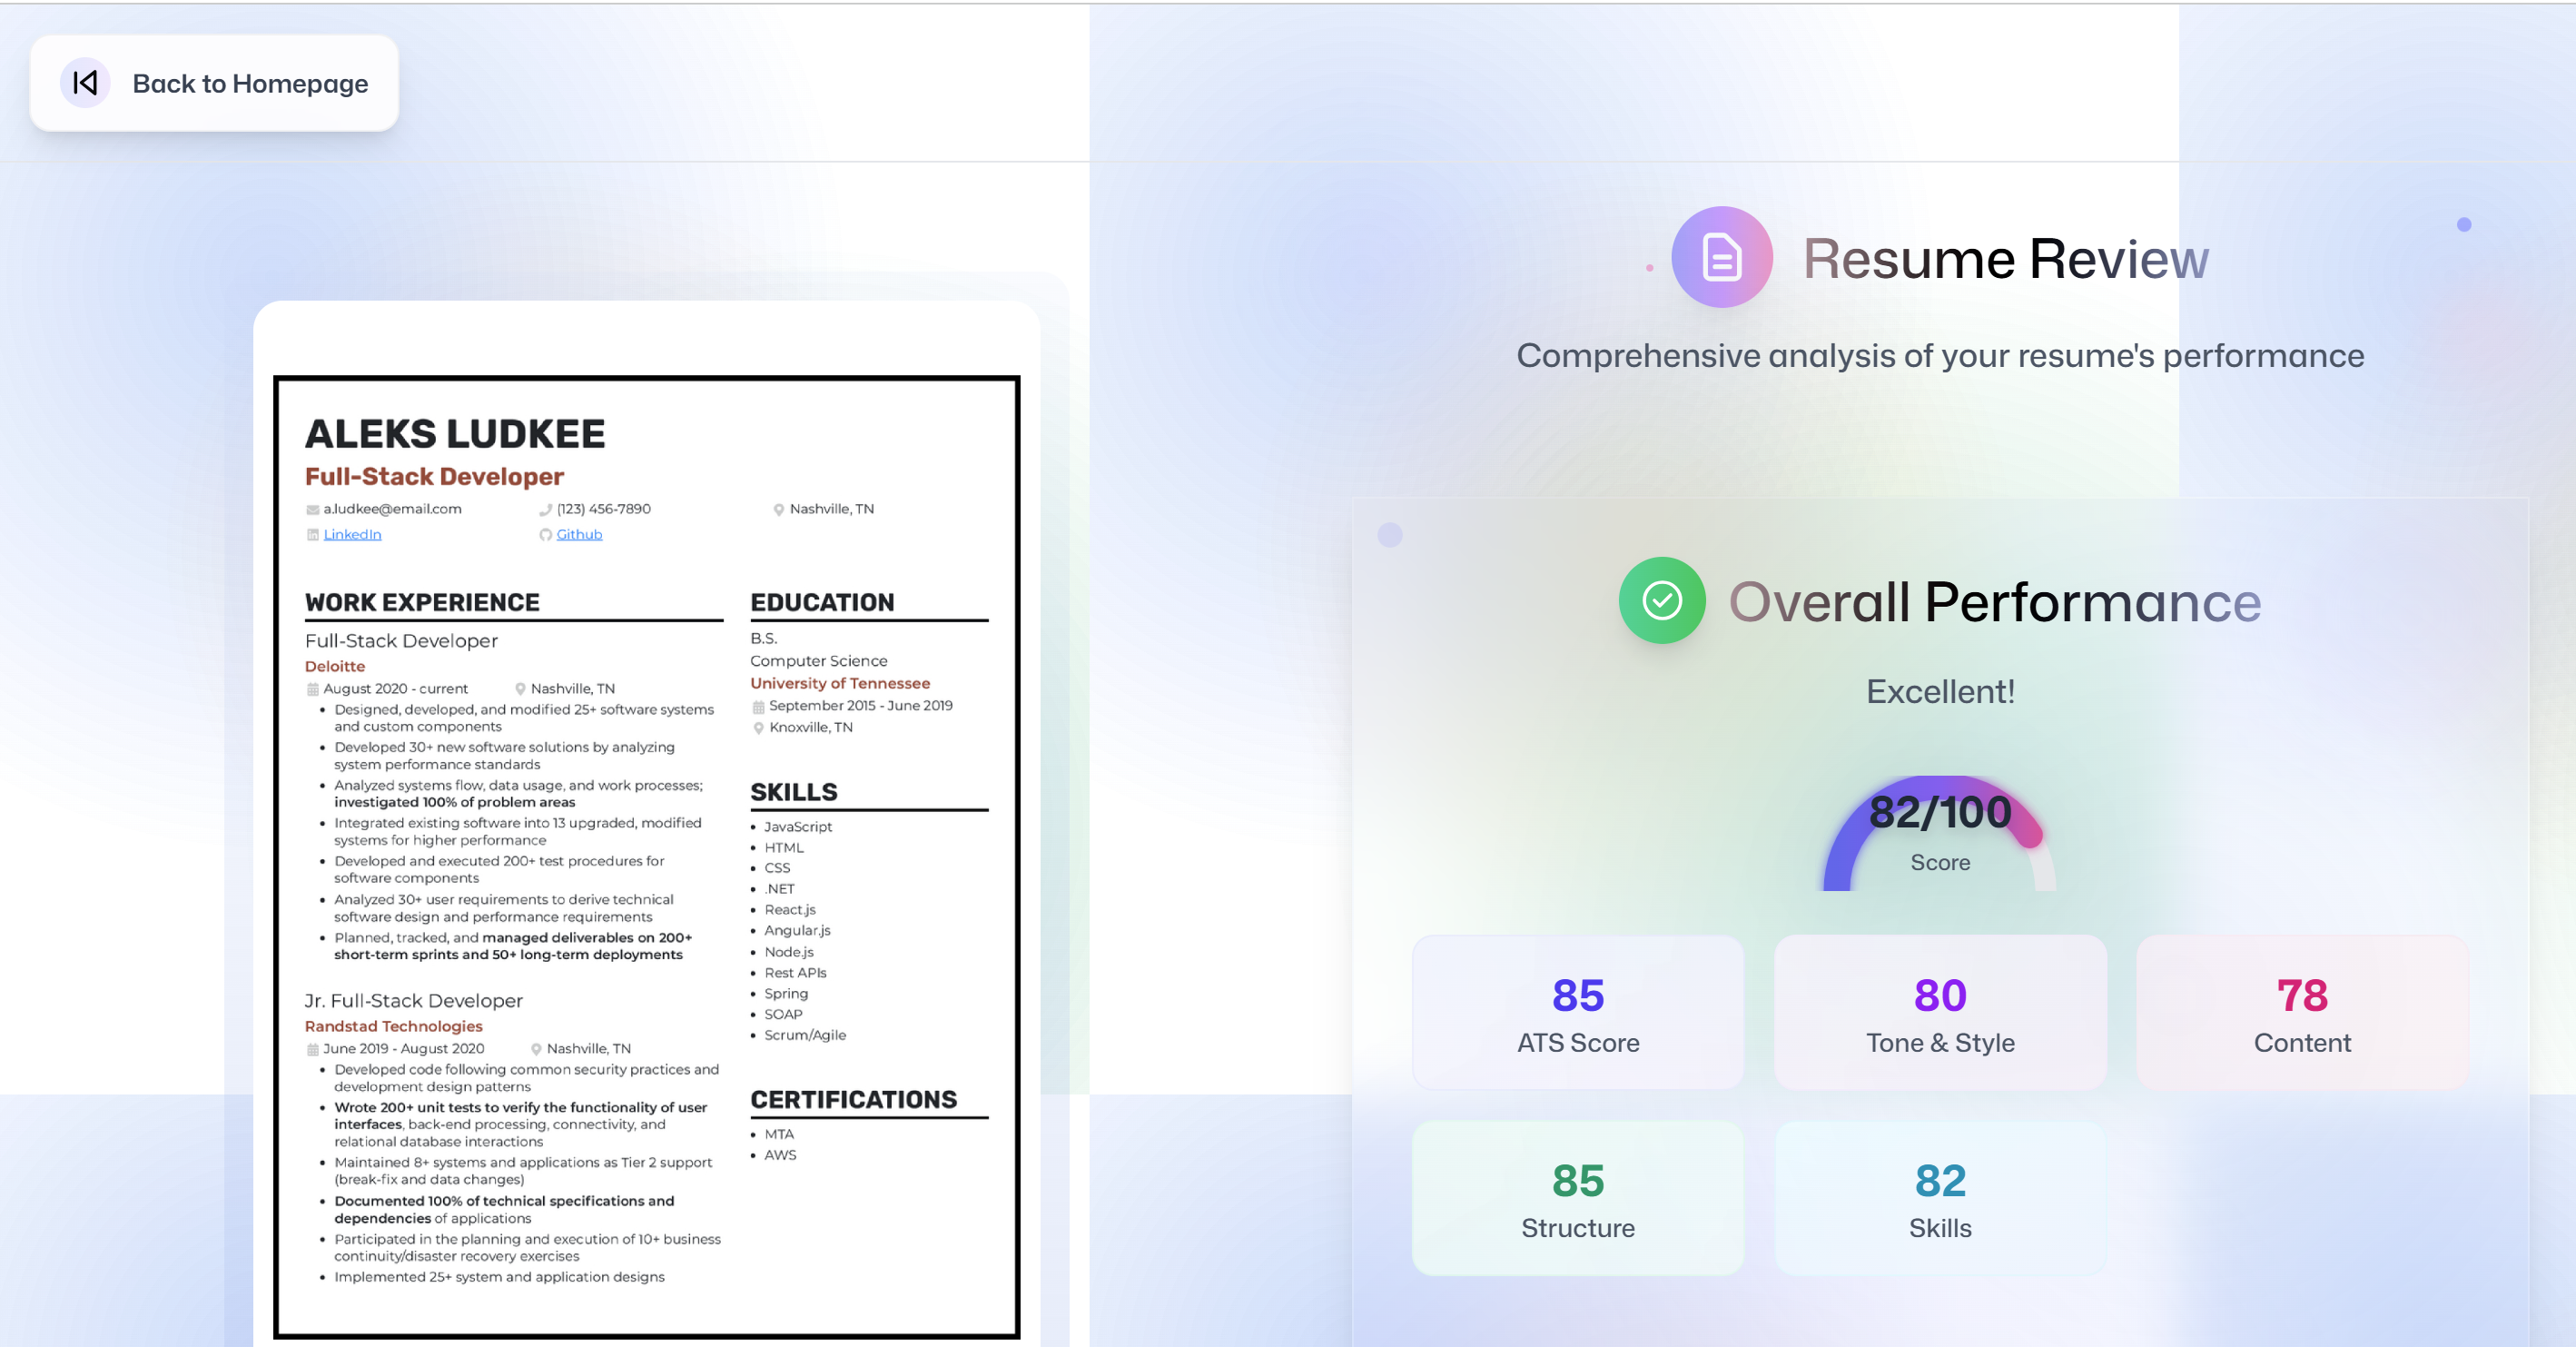 Back to Homepage
ALEKS LUDKEE
Full-Stack Developer
a.ludkee@email.com
(123) 456-7890
Nashville, TN
LinkedIn
Github
WORK EXPERIENCE
Full-Stack Developer
Deloitte
August 2020 - current
Nashville, TN
• Designed, developed, and modified 25+ software systems
and custom components
• Developed 30+ new software solutions by analyzing
system performance standards
• Analyzed systems flow, data usage, and work processes;
investigated 100% of problem areas
• Integrated existing software into 13 upgraded, modified
systems for higher performance
• Developed and executed 200+ test procedures for
software components
• Analyzed 30+ user requirements to derive technical
software design and performance requirements
• Planned, tracked, and managed deliverables on 200+
short-term sprints and 50+ long-term deployments
Jr. Full-Stack Developer
Randstad Technologies
June 2019 - August 2020
Nashville, TN
• Developed code following common security practices and
development design patterns
• Wrote 200+ unit tests to verify the functionality of user
interfaces, back-end processing, connectivity, and
relational database interactions
• Maintained 8+ systems and applications as Tier 2 support
(break-fix and data changes)
• Documented 100% of technical specifications and
dependencies of applications
• Participated in the planning and execution of 10+ business
continuity/disaster recovery exercises
• Implemented 25+ system and application designs
EDUCATION
B.S.
Computer Science
University of Tennessee
September 2015 - June 2019
Knoxville, TN
SKILLS
• JavaScript
• HTML
• CSS
• .NET
• React.js
• Angular.js
• Node.js
• Rest APIs
• Spring
• SOAP
• Scrum/Agile
CERTIFICATIONS
• MTA
• AWS
Resume Review
Comprehensive analysis of your resume's performance
Overall Performance
Excellent!
82/100
Score
85
ATS Score
80
Tone & Style
78
Content
85
Structure
82
Skills